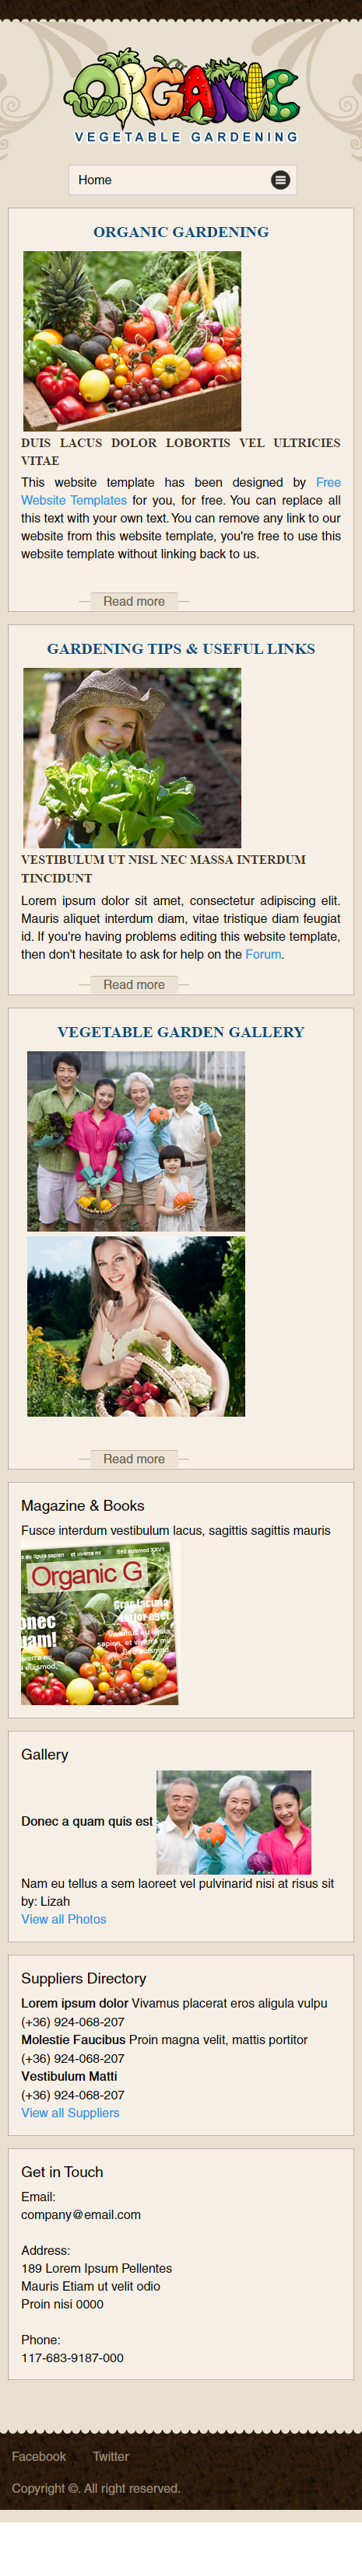 ORGANIC
VEGETABLE GARDENING
Home
ORGANIC GARDENING
DUIS LACUS DOLOR LOBORTIS VEL ULTRICIES
VITAE
This website template has been designed by Free
Website Templates for you, for free. You can replace all
this text with your own text. You can remove any link to our
website from this website template, you're free to use this
website template without linking back to us.
Read more
GARDENING TIPS & USEFUL LINKS
VESTIBULUM UT NISL NEC MASSA INTERDUM
TINCIDUNT
Lorem ipsum dolor sit amet, consectetur adipiscing elit.
Mauris aliquet interdum diam, vitae tristique diam feugiat
id. If you're having problems editing this website template,
then don't hesitate to ask for help on the Forum.
Read more
VEGETABLE GARDEN GALLERY
Read more
Magazine & Books
Fusce interdum vestibulum lacus, sagittis sagittis mauris
Organic G
Gallery
Donec a quam quis est
Nam eu tellus a sem laoreet vel pulvinarid nisi at risus sit
by: Lizah
View all Photos
Suppliers Directory
Lorem ipsum dolor Vivamus placerat eros aligula vulpu
(+36) 924-068-207
Molestie Faucibus Proin magna velit, mattis portitor
(+36) 924-068-207
Vestibulum Matti
(+36) 924-068-207
View all Suppliers
Get in Touch
Email:
company@email.com
Address:
189 Lorem Ipsum Pellentes
Mauris Etiam ut velit odio
Proin nisi 0000
Phone:
117-683-9187-000
Facebook Twitter
Copyright ©. All right reserved.